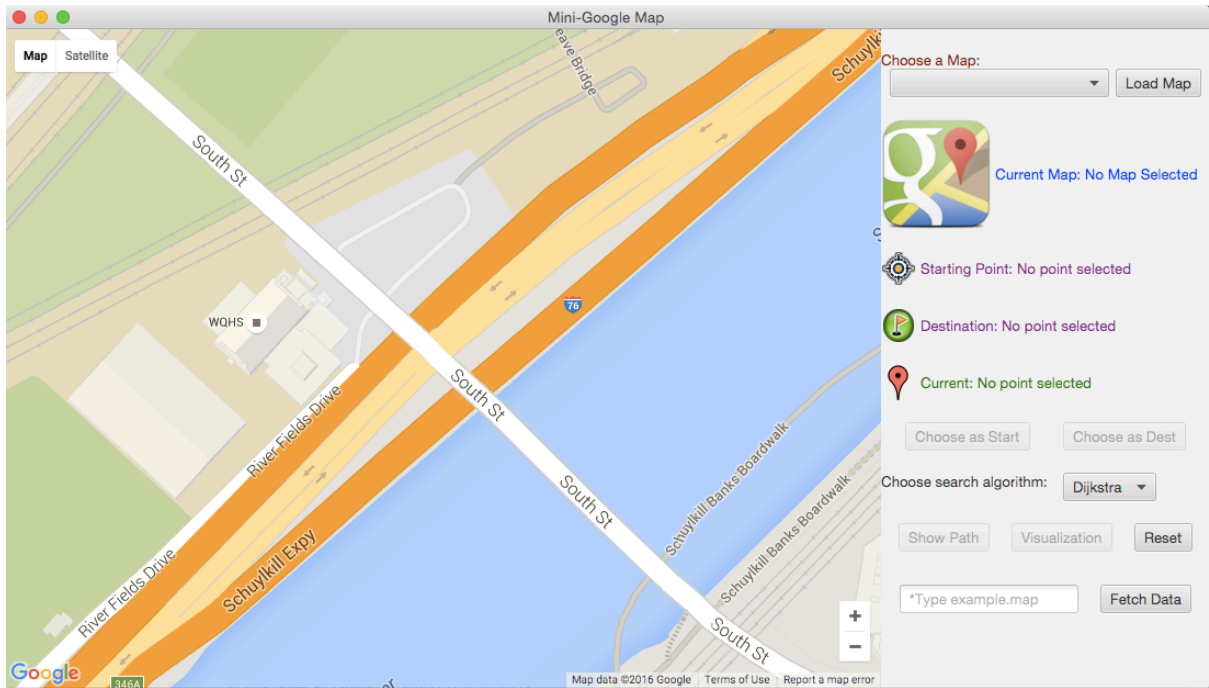 Mini-Google Map
Map Satellite
eave Bridge
Schuylk
South St
WQHS
76
River Fields Drive
South St
South St
Schuylkill Banks Boardwalk
Schuylkill Banks Boardwalk
Schuylkill Expy
River Fields Drive
South St
346A
Google
+
−
Map data ©2016 Google Terms of Use Report a map error
Choose a Map:
Load Map
Current Map: No Map Selected
Starting Point: No point selected
Destination: No point selected
Current: No point selected
Choose as Start Choose as Dest
Choose search algorithm: Dijkstra
Show Path Visualization Reset
*Type example.map Fetch Data